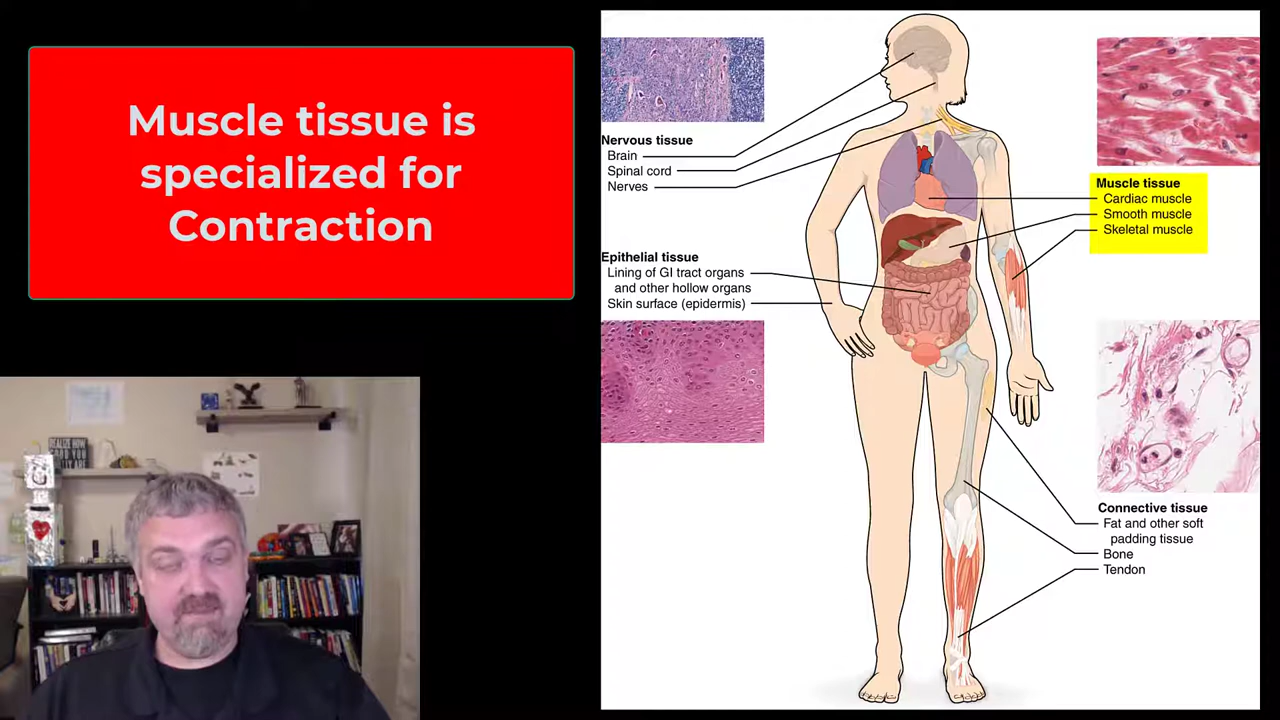 Muscle tissue is
specialized for
Contraction
Nervous tissue
Brain
Spinal cord
Nerves
Epithelial tissue
Lining of GI tract organs
and other hollow organs
Skin surface (epidermis)
Muscle tissue
Cardiac muscle
Smooth muscle
Skeletal muscle
Connective tissue
Fat and other soft
padding tissue
Bone
Tendon
REALIZE HOW